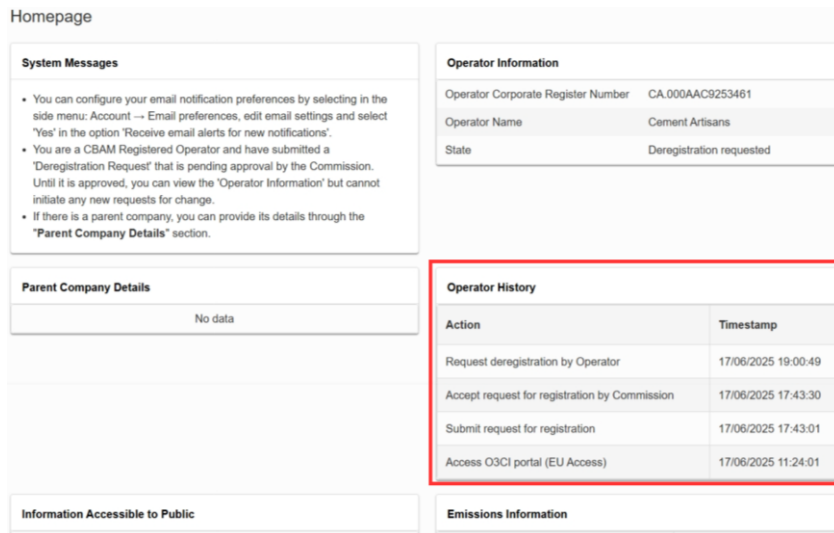 Homepage
System Messages
• You can configure your email notification preferences by selecting in the
side menu: Account → Email preferences, edit email settings and select
'Yes' in the option 'Receive email alerts for new notifications'.
• You are a CBAM Registered Operator and have submitted a
'Deregistration Request' that is pending approval by the Commission.
Until it is approved, you can view the 'Operator Information' but cannot
initiate any new requests for change.
• If there is a parent company, you can provide its details through the
"Parent Company Details" section.
Operator Information
Operator Corporate Register Number CA.000AAC9253461
Operator Name Cement Artisans
State Deregistration requested
Parent Company Details
No data
Operator History
Action Timestamp
Request deregistration by Operator 17/06/2025 19:00:49
Accept request for registration by Commission 17/06/2025 17:43:30
Submit request for registration 17/06/2025 17:43:01
Access O3CI portal (EU Access) 17/06/2025 11:24:01
Information Accessible to Public
Emissions Information